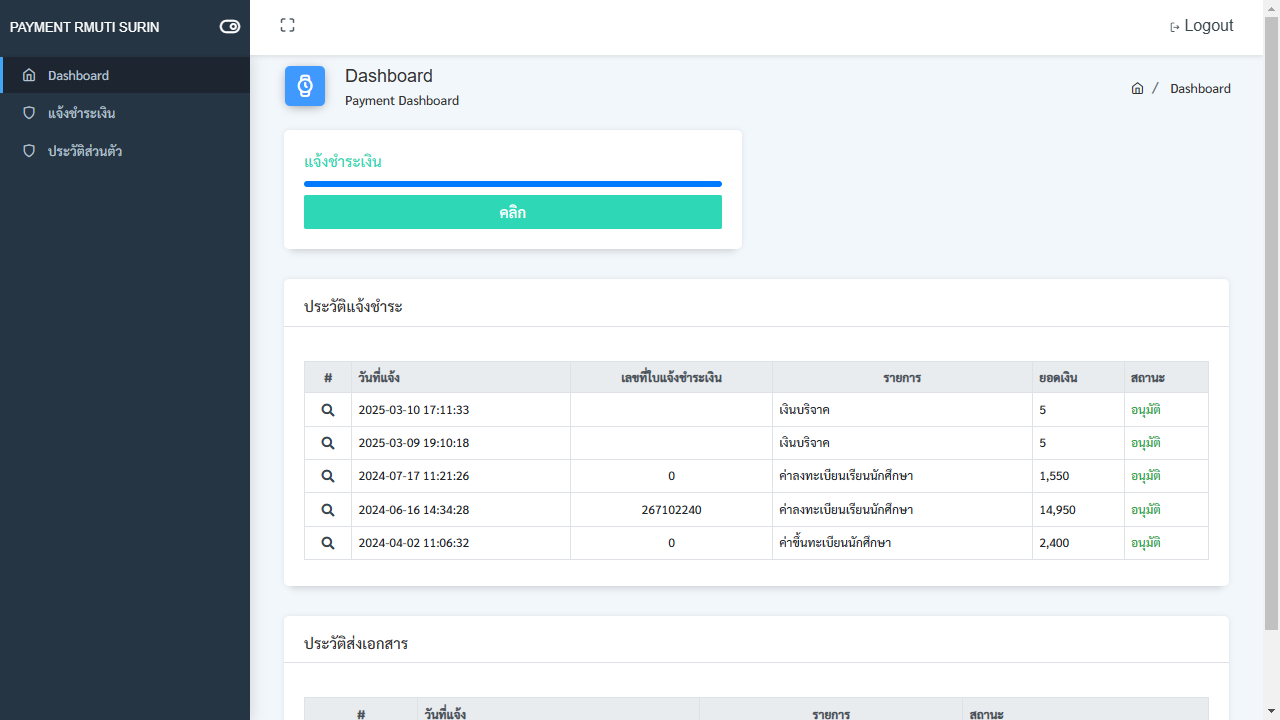 PAYMENT RMUTI SURIN
Logout
Dashboard
แจ้งชำระเงิน
ประวัติส่วนตัว
Dashboard
Payment Dashboard
/ Dashboard
แจ้งชำระเงิน
คลิก
ประวัติแจ้งชำระ
# วันที่แจ้ง เลขที่ใบแจ้งชำระเงิน รายการ ยอดเงิน สถานะ
2025-03-10 17:11:33 เงินบริจาค 5 อนุมัติ
2025-03-09 19:10:18 เงินบริจาค 5 อนุมัติ
2024-07-17 11:21:26 0 ค่าลงทะเบียนเรียนนักศึกษา 1,550 อนุมัติ
2024-06-16 14:34:28 267102240 ค่าลงทะเบียนเรียนนักศึกษา 14,950 อนุมัติ
2024-04-02 11:06:32 0 ค่าขึ้นทะเบียนนักศึกษา 2,400 อนุมัติ
ประวัติส่งเอกสาร
# วันที่แจ้ง รายการ สถานะ